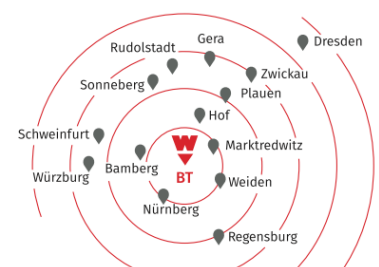 Gera
Dresden
Rudolstadt
Zwickau
Sonneberg
Plauen
Hof
Schweinfurt
W
Marktredwitz
Bamberg
BT
Würzburg
Weiden
Nürnberg
Regensburg